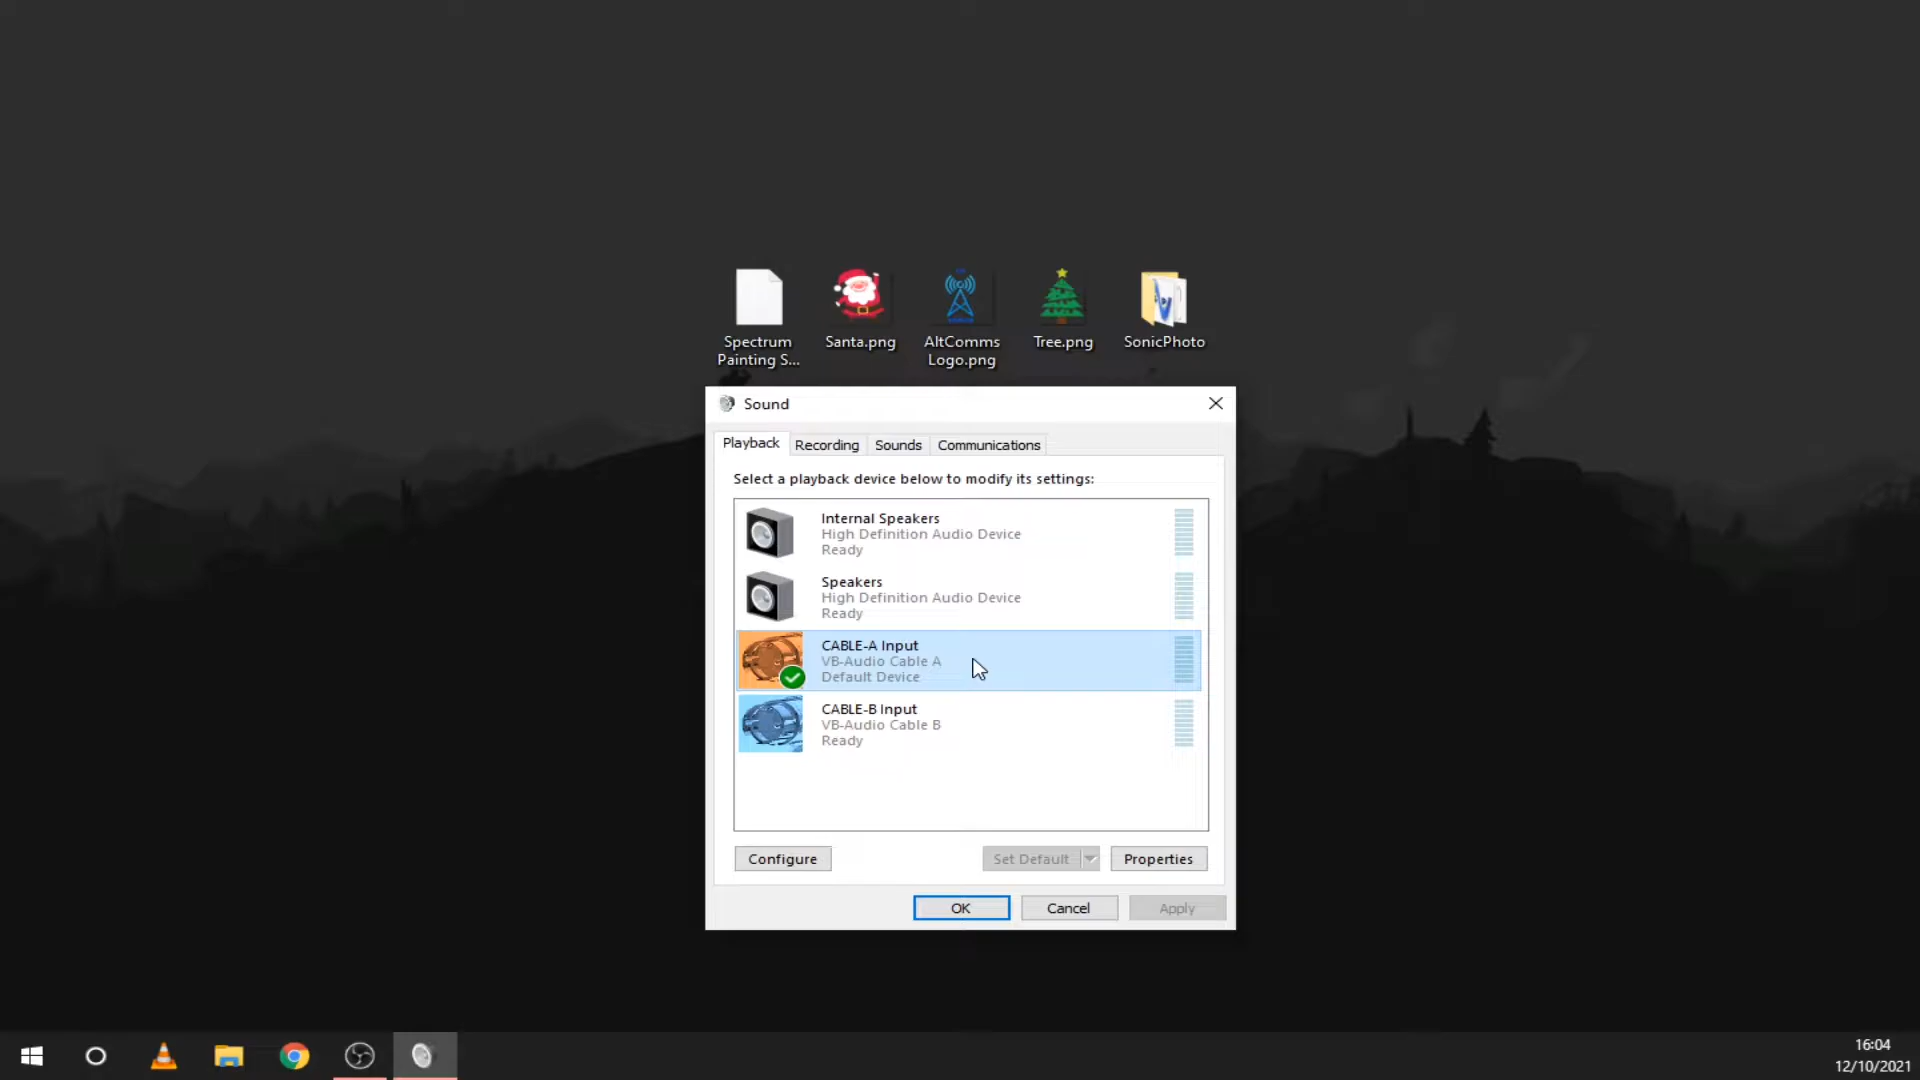 Spectrum
Painting S...
Santa.png
AltComms
Logo.png
Tree.png
SonicPhoto
Sound
Playback
Recording
Sounds
Communications
Select a playback device below to modify its settings:
Internal Speakers
High Definition Audio Device
Ready
Speakers
High Definition Audio Device
Ready
CABLE-A Input
VB-Audio Cable A
Default Device
CABLE-B Input
VB-Audio Cable B
Ready
Configure
Set Default
Properties
OK
Cancel
Apply
16:04
12/10/2021